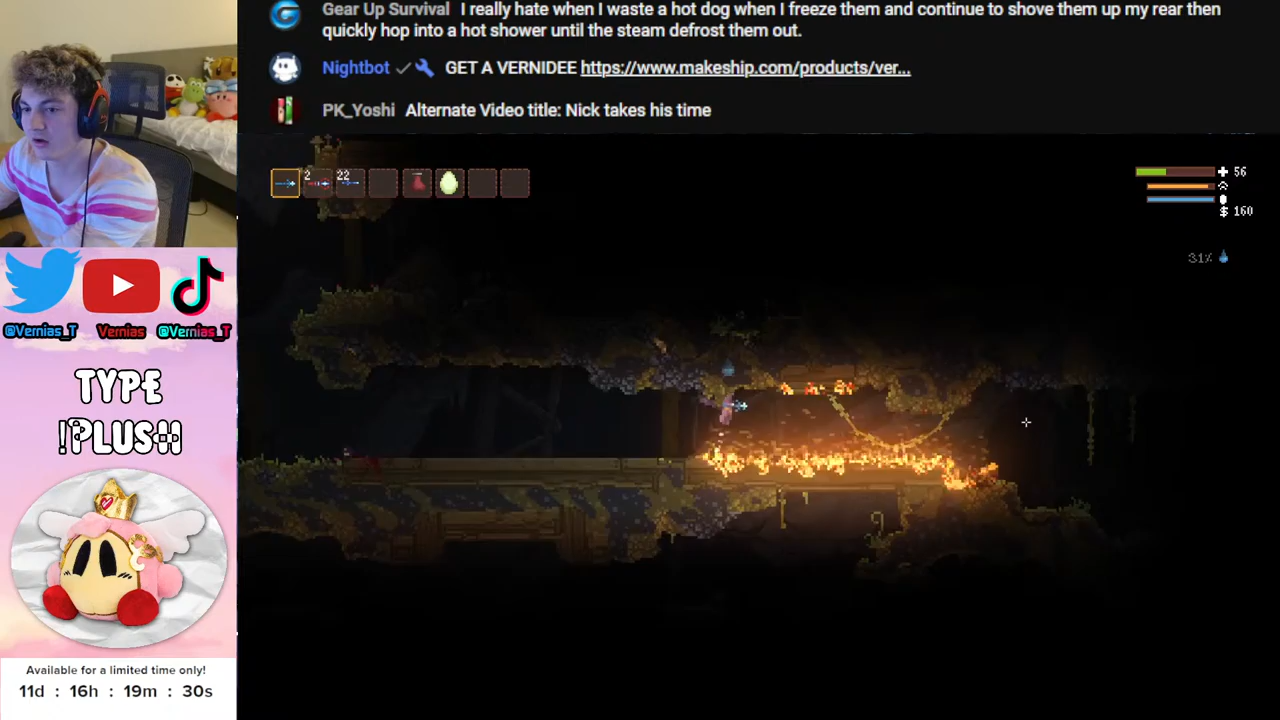 Gear Up Survival I really hate when I waste a hot dog when I freeze them and continue to shove them up my rear then
quickly hop into a hot shower until the steam defrost them out.
Nightbot GET A VERNIDEE https://www.makeship.com/products/ver...
PK_Yoshi Alternate Video title: Nick takes his time
2 22
56
$ 160
31%
@Vernias_T Vernias @Vernias_T
TYPE
!PLUSH
Available for a limited time only!
11d : 16h : 19m : 30s